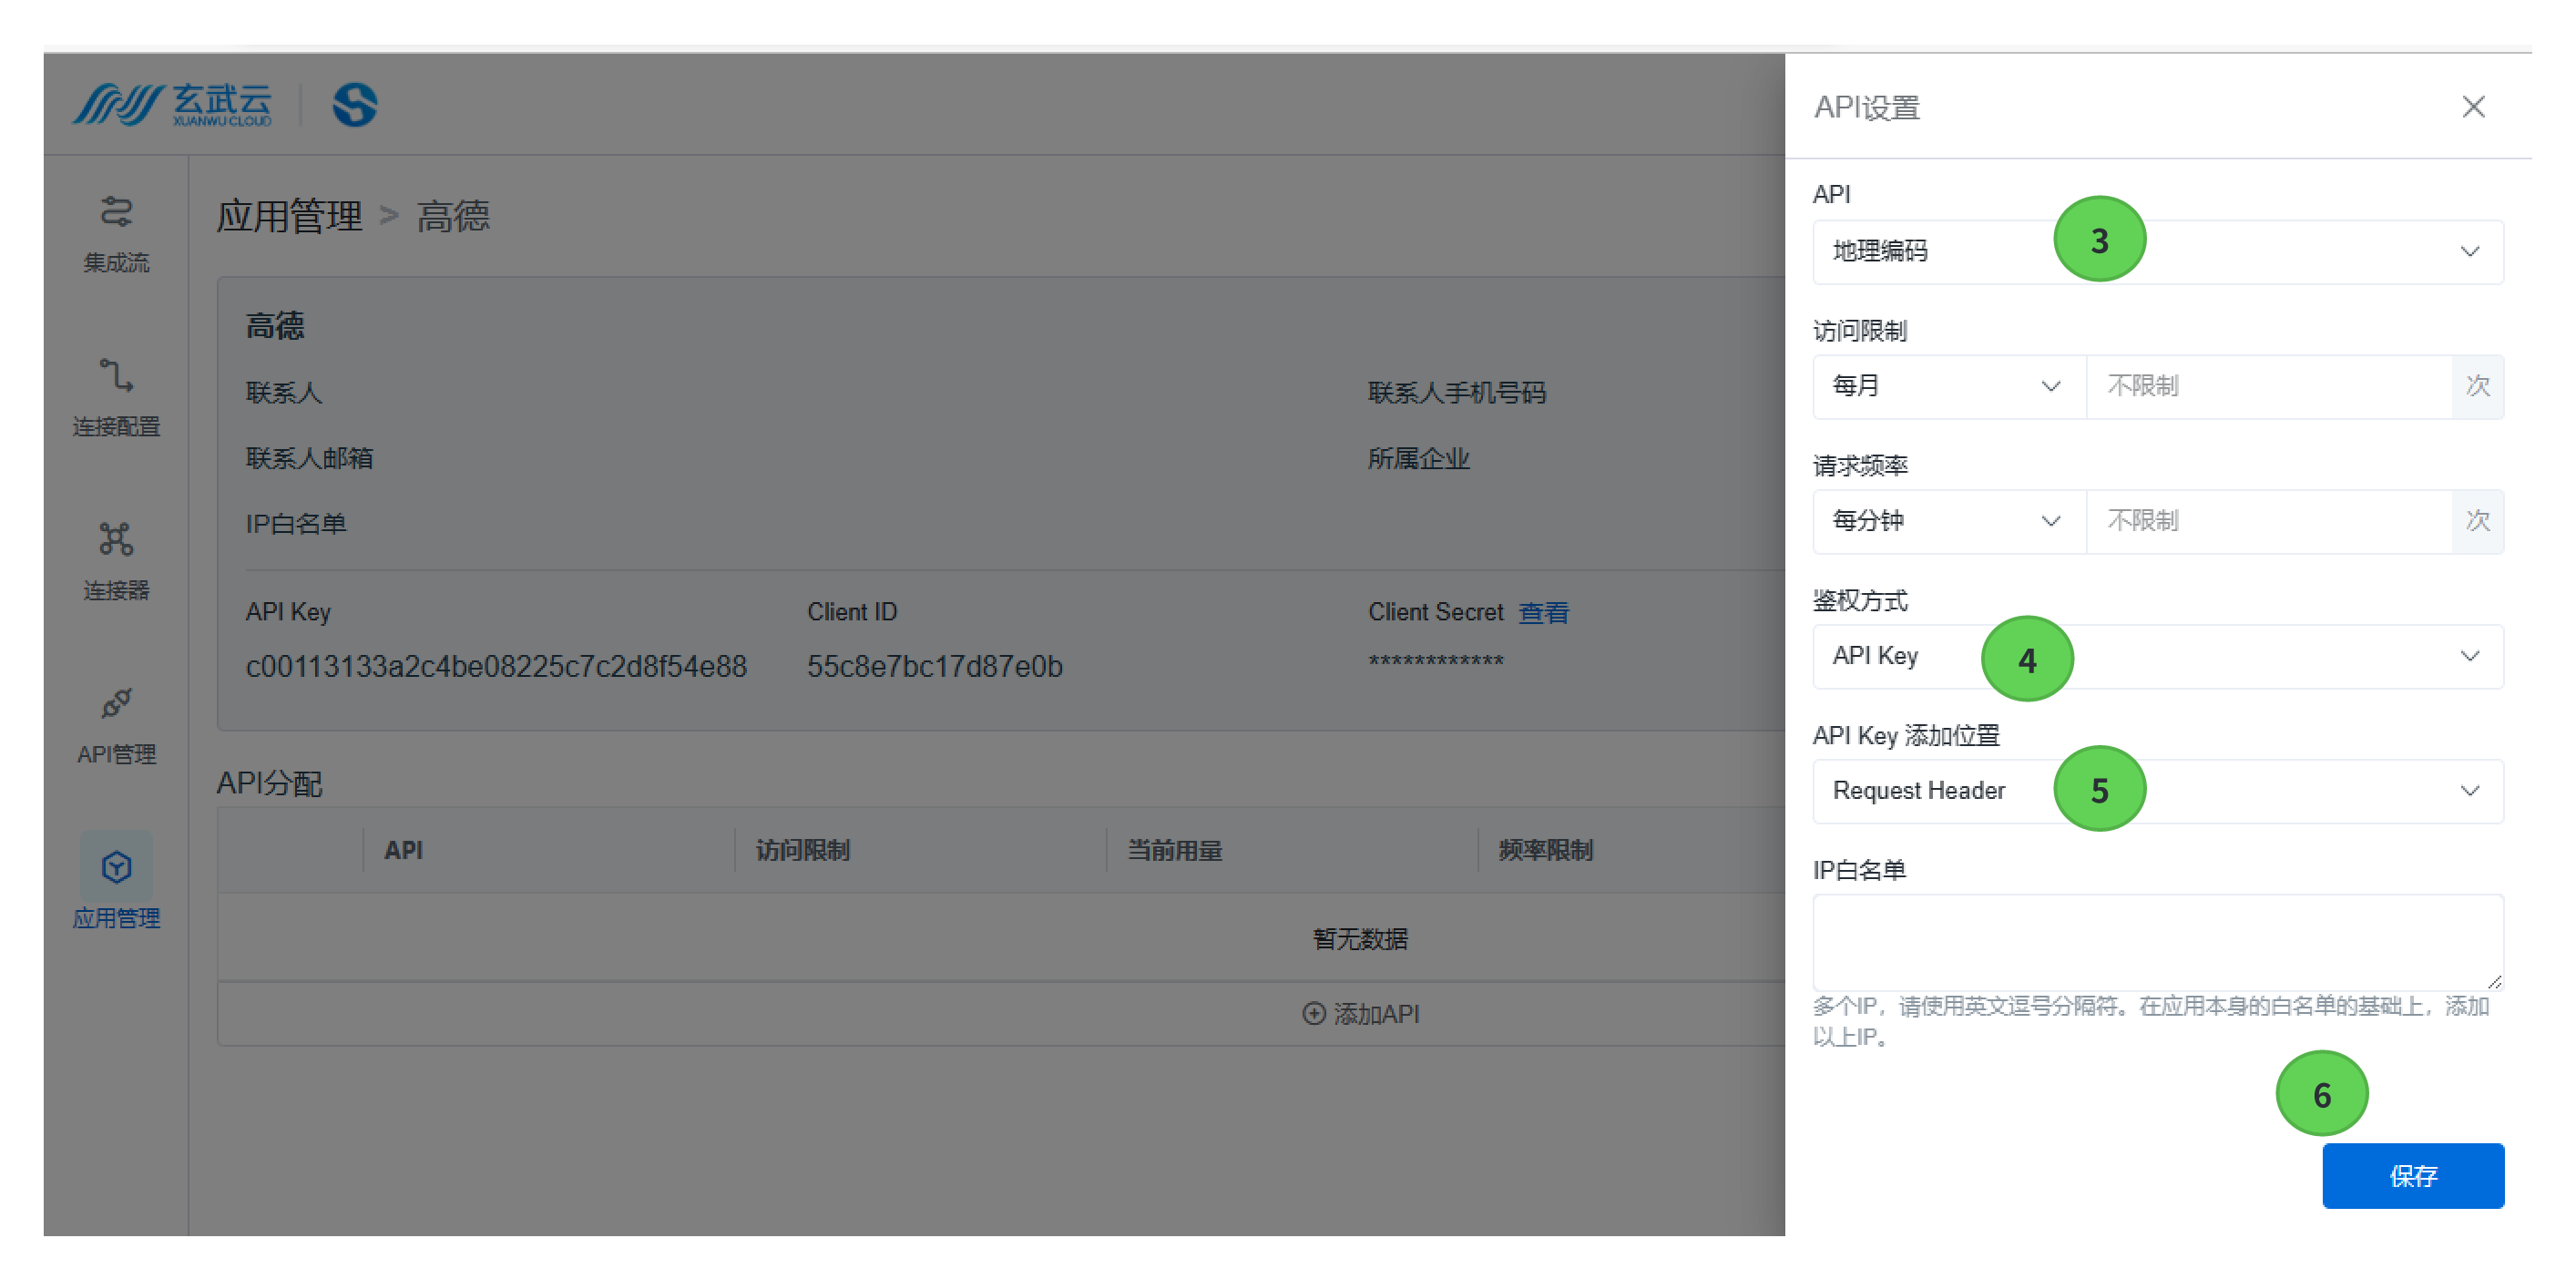 玄武云
XUANWU CLOUD
集成流
连接配置
连接器
API管理
应用管理
应用管理 > 高德
高德
联系人
联系人手机号码
联系人邮箱
所属企业
IP白名单
API Key
Client ID
Client Secret 查看
c00113133a2c4be08225c7c2d8f54e88
55c8e7bc17d87e0b
************
API分配
API
访问限制
当前用量
频率限制
暂无数据
添加API
API设置
API
地理编码
3
访问限制
每月
不限制
次
请求频率
每分钟
不限制
次
鉴权方式
API Key
4
API Key 添加位置
Request Header
5
IP白名单
多个IP，请使用英文逗号分隔符。在应用本身的白名单的基础上，添加
以上IP。
6
保存